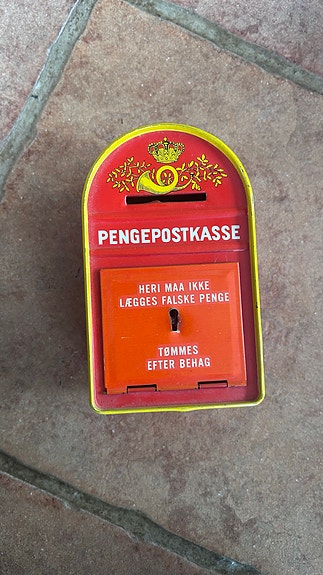 PENGEPOSTKASSE
HERI MAA IKKE
LÆGGES FALSKE PENGE
TØMMES
EFTER BEHAG